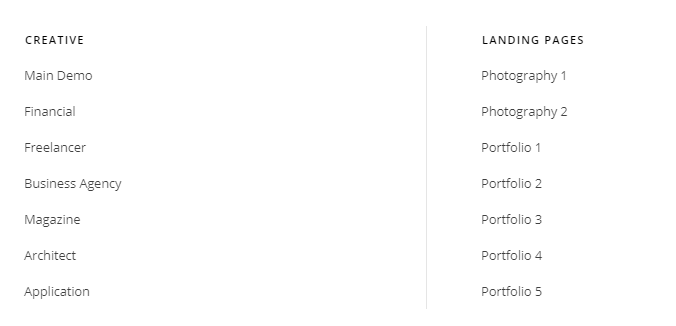 CREATIVE
Main Demo
Financial
Freelancer
Business Agency
Magazine
Architect
Application
LANDING PAGES
Photography 1
Photography 2
Portfolio 1
Portfolio 2
Portfolio 3
Portfolio 4
Portfolio 5